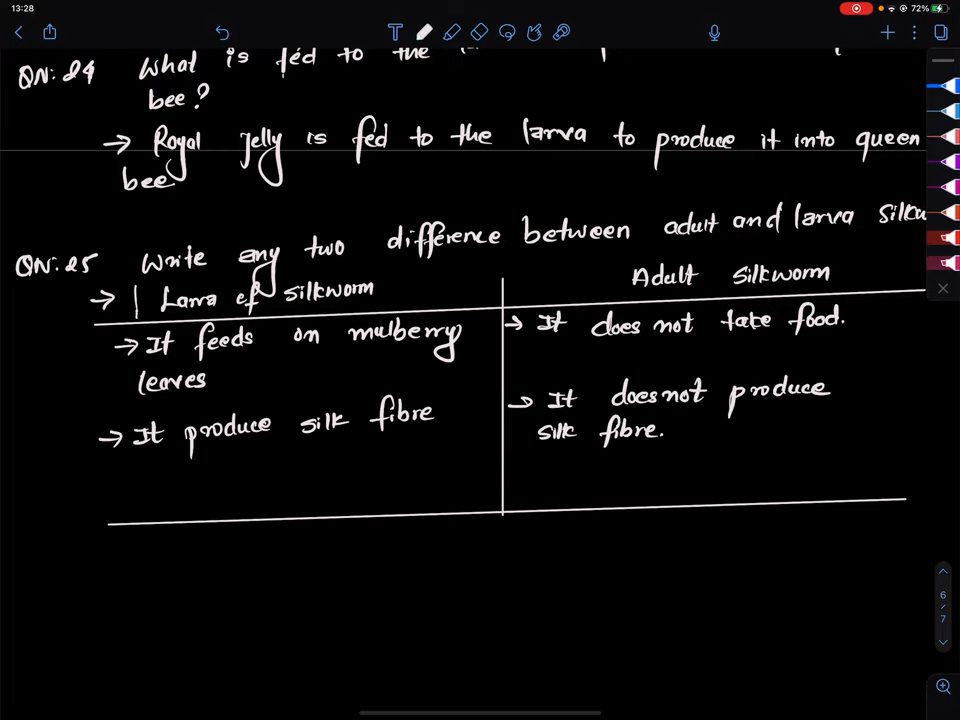 13:28
72%
QN: 24 What is fed to the
bee?
→ Royal Jelly is fed to the larva to produce it into queen
bee
QN: 25 Write any two difference between adult and larva
→ | Larva of silkworm Adult silkworm
→ It feeds on mulberry → It does not take food.
leaves
→ It produce silk fibre → It does not produce
silk fibre.
6
/
7